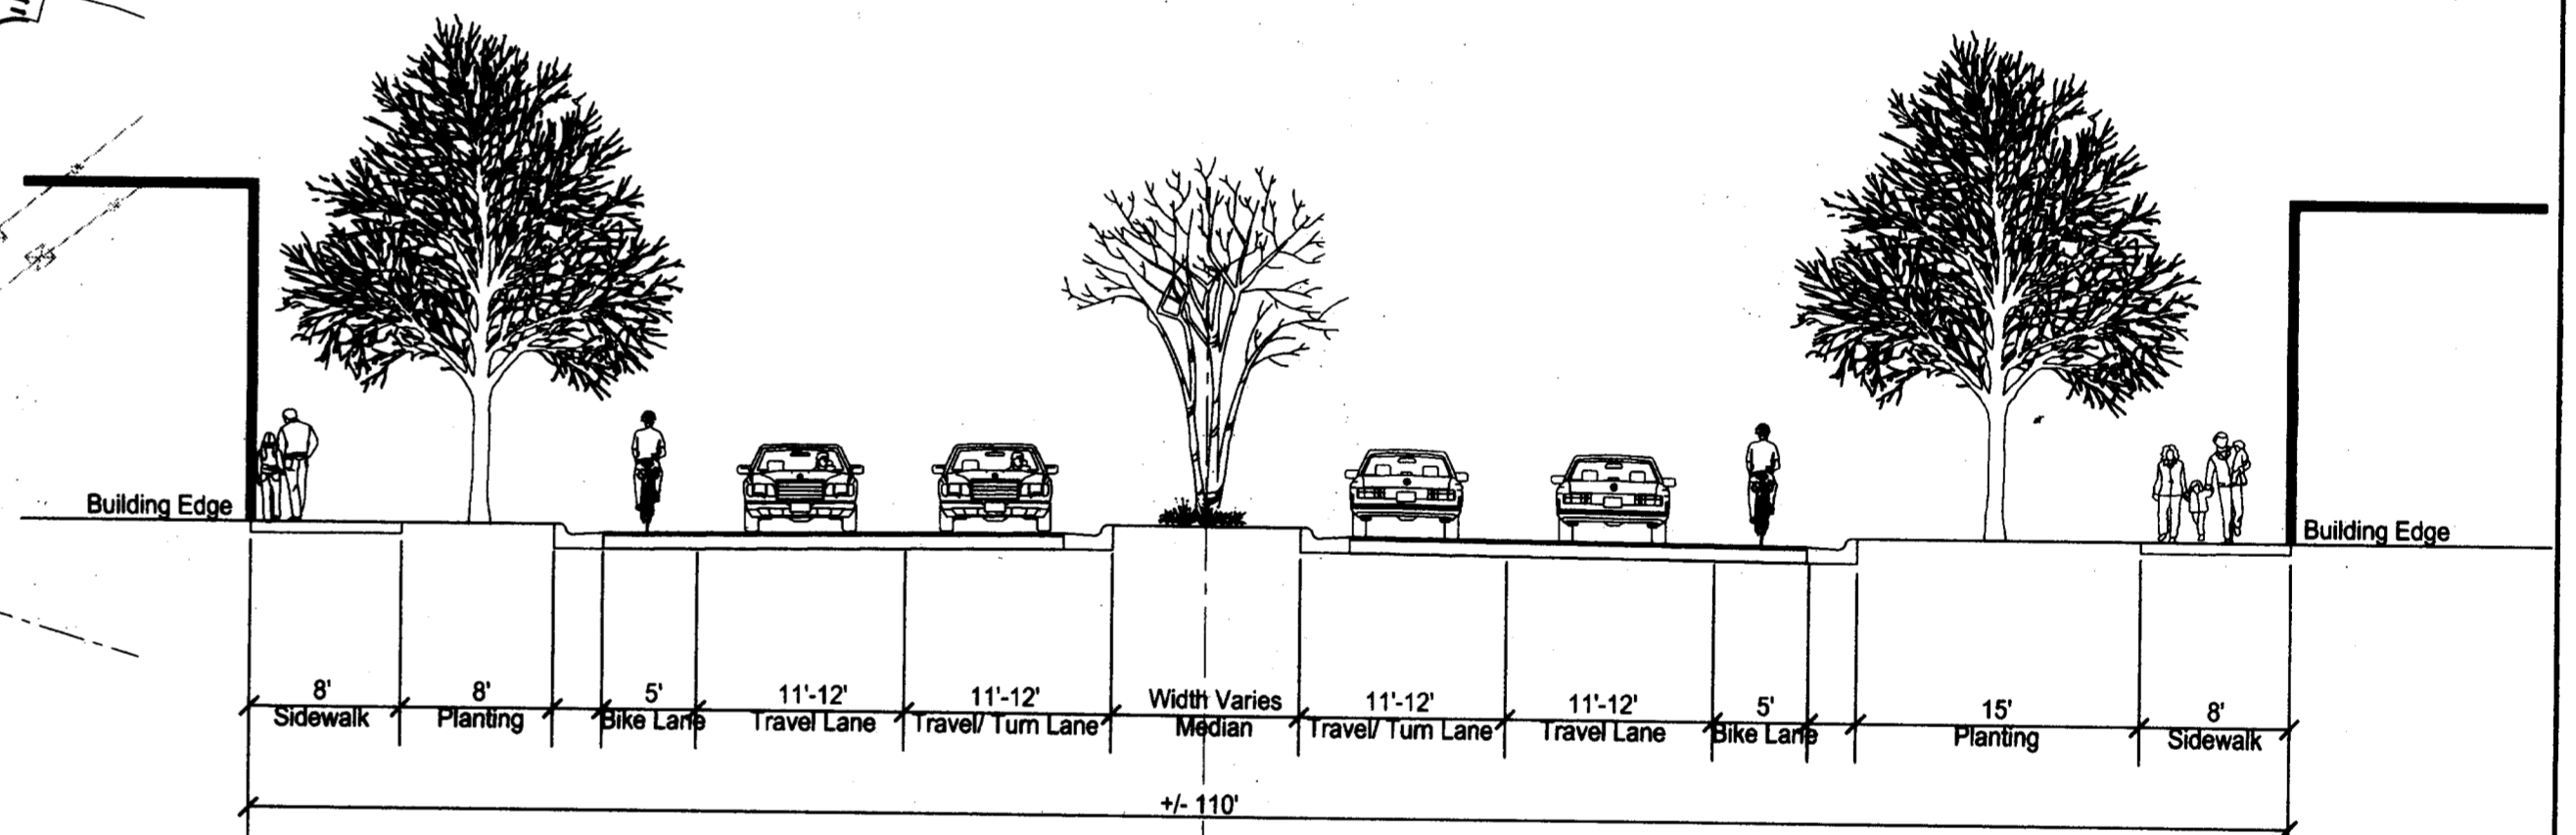 Building Edge
Building Edge
8'
Sidewalk
8'
Planting
5'
Bike Lane
11'-12'
Travel Lane
11'-12'
Travel/ Turn Lane
Width Varies
Median
11'-12'
Travel/ Turn Lane
11'-12'
Travel Lane
5'
Bike Lane
15'
Planting
8'
Sidewalk
+/- 110'